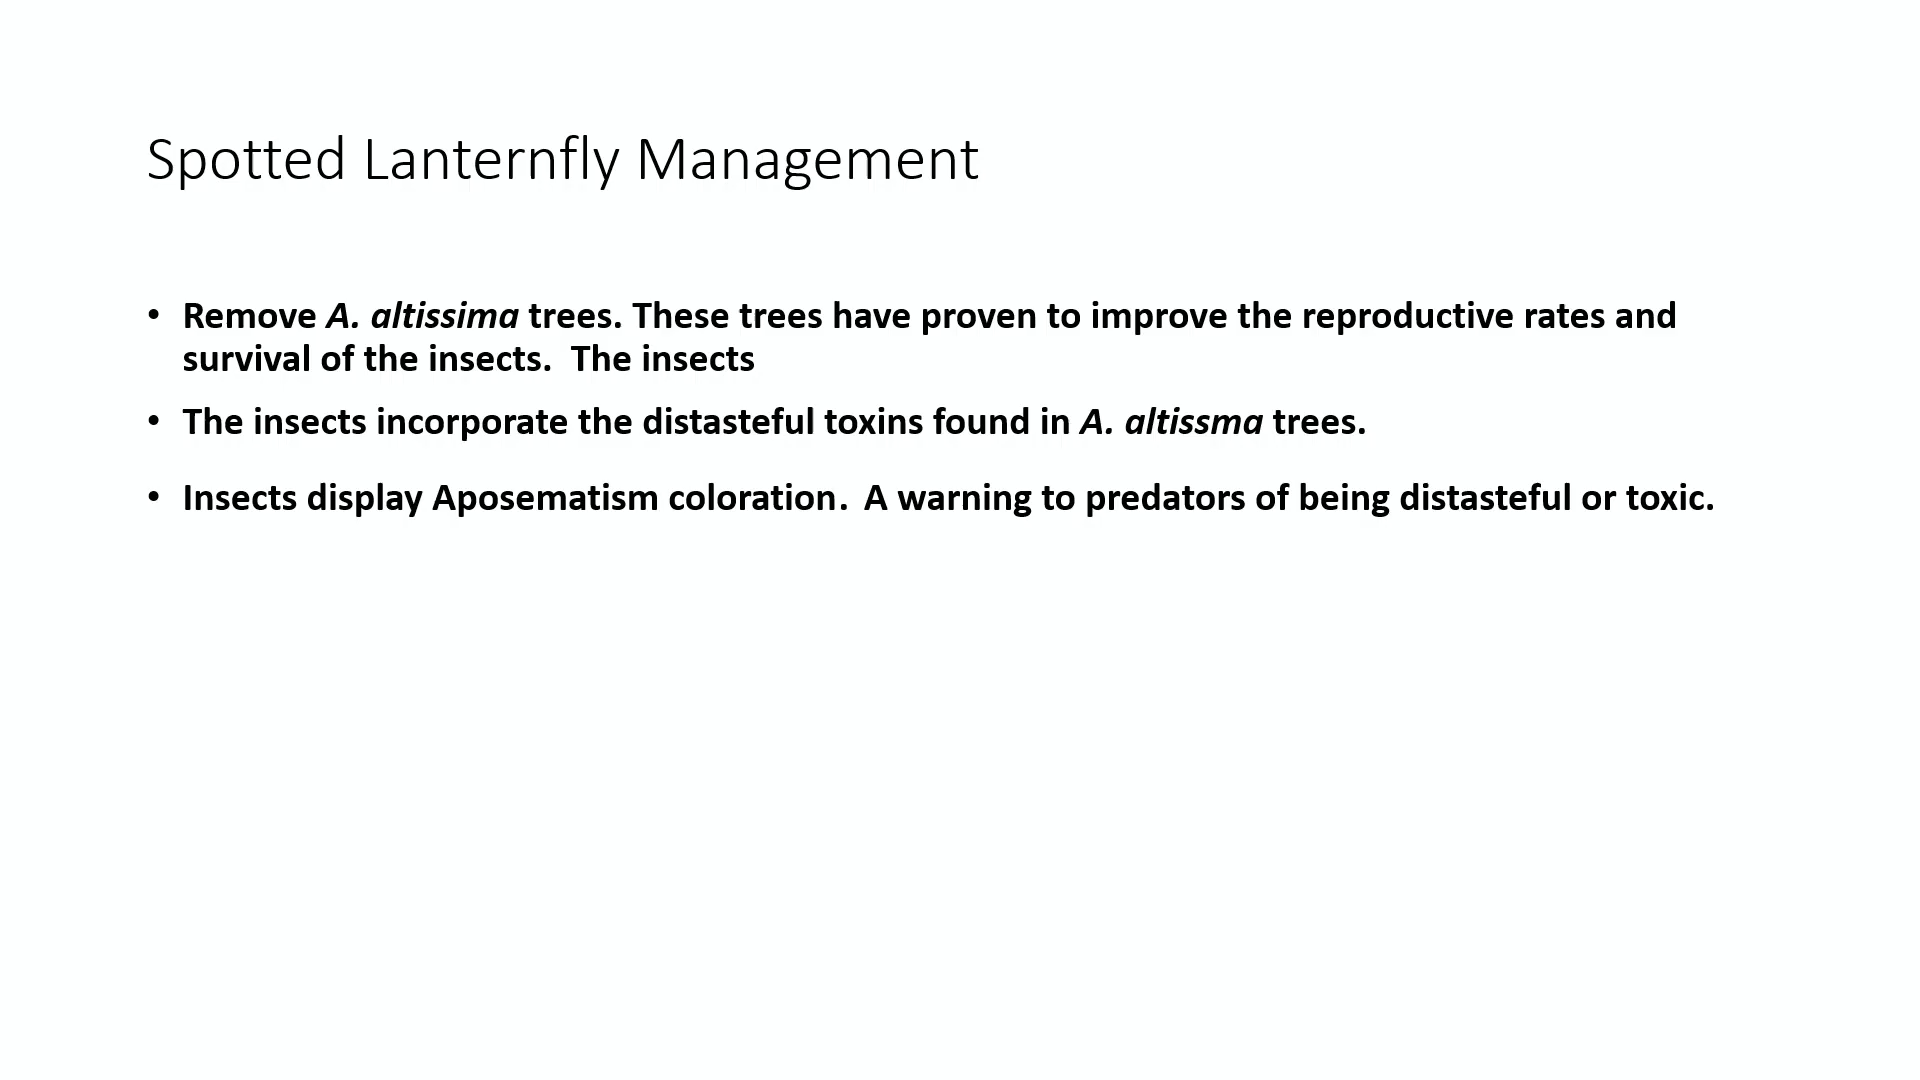 Spotted Lanternfly Management
• Remove A. altissima trees. These trees have proven to improve the reproductive rates and
survival of the insects.  The insects
• The insects incorporate the distasteful toxins found in A. altissma trees.
• Insects display Aposematism coloration.  A warning to predators of being distasteful or toxic.